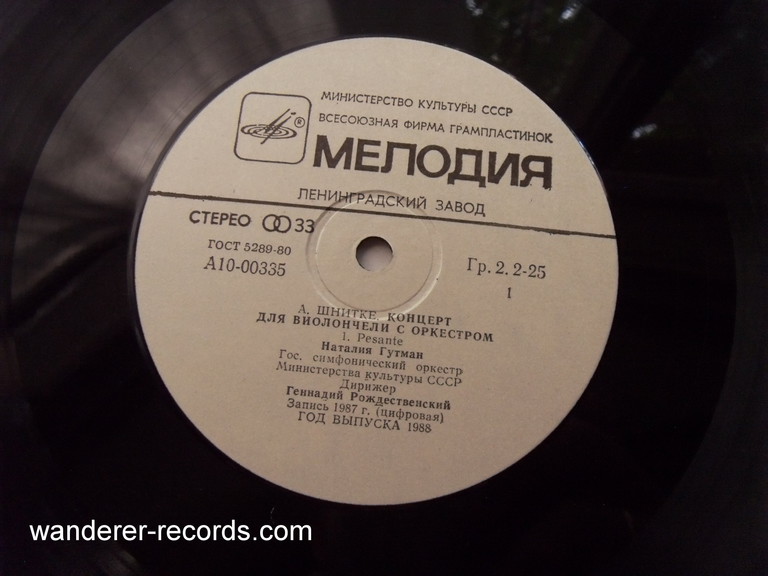 МИНИСТЕРСТВО КУЛЬТУРЫ СССР
ВСЕСОЮЗНАЯ ФИРМА ГРАМПЛАСТИНОК
®
МЕЛОДИЯ
ЛЕНИНГРАДСКИЙ ЗАВОД
СТЕРЕО 33
ГОСТ 5289-80
А10-00335
Гр. 2. 2-25
1
А. ШНИТКЕ. КОНЦЕРТ
ДЛЯ ВИОЛОНЧЕЛИ С ОРКЕСТРОМ
I. Pesante
Наталия Гутман
Гос. симфонический оркестр
Министерства культуры СССР
Дирижер
Геннадий Рождественский
Запись 1987 г. (цифровая)
ГОД ВЫПУСКА 1988
wanderer-records.com